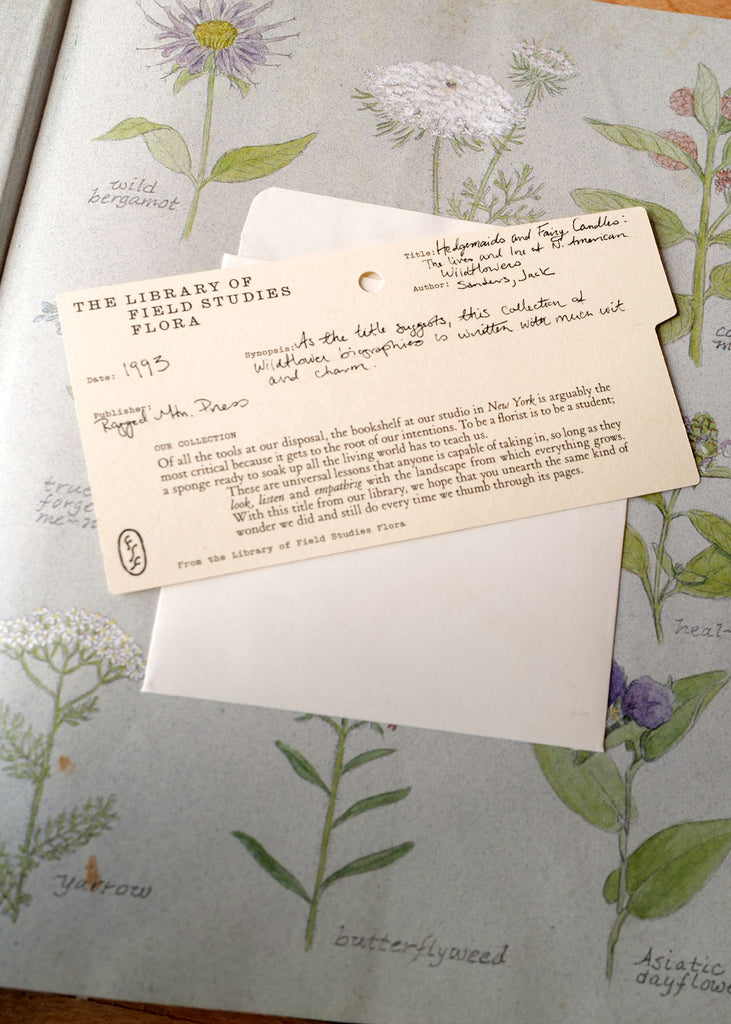 wild
bergamot
THE LIBRARY OF
FIELD STUDIES
FLORA
Title: Hedgemaids and Fairy Candles:
The lives and lore of N. American
Wildflowers
Author: Sanders, Jack
Date: 1993
Synopsis: As the title suggests, this collection of
wildflower biographies is written with much wit
and charm.
Publisher:
Ragged Mtn. Press
OUR COLLECTION
Of all the tools at our disposal, the bookshelf at our studio in New York is arguably the
most critical because it gets to the root of our intentions. To be a florist is to be a student;
a sponge ready to soak up all the living world has to teach us.
These are universal lessons that anyone is capable of taking in, so long as they
look, listen and empathize with the landscape from which everything grows.
With this title from our library, we hope that you unearth the same kind of
wonder we did and still do every time we thumb through its pages.
From the Library of Field Studies Flora
true
forge
me-n
heal-
yarrow
butterflyweed
Asiatic
dayflowe